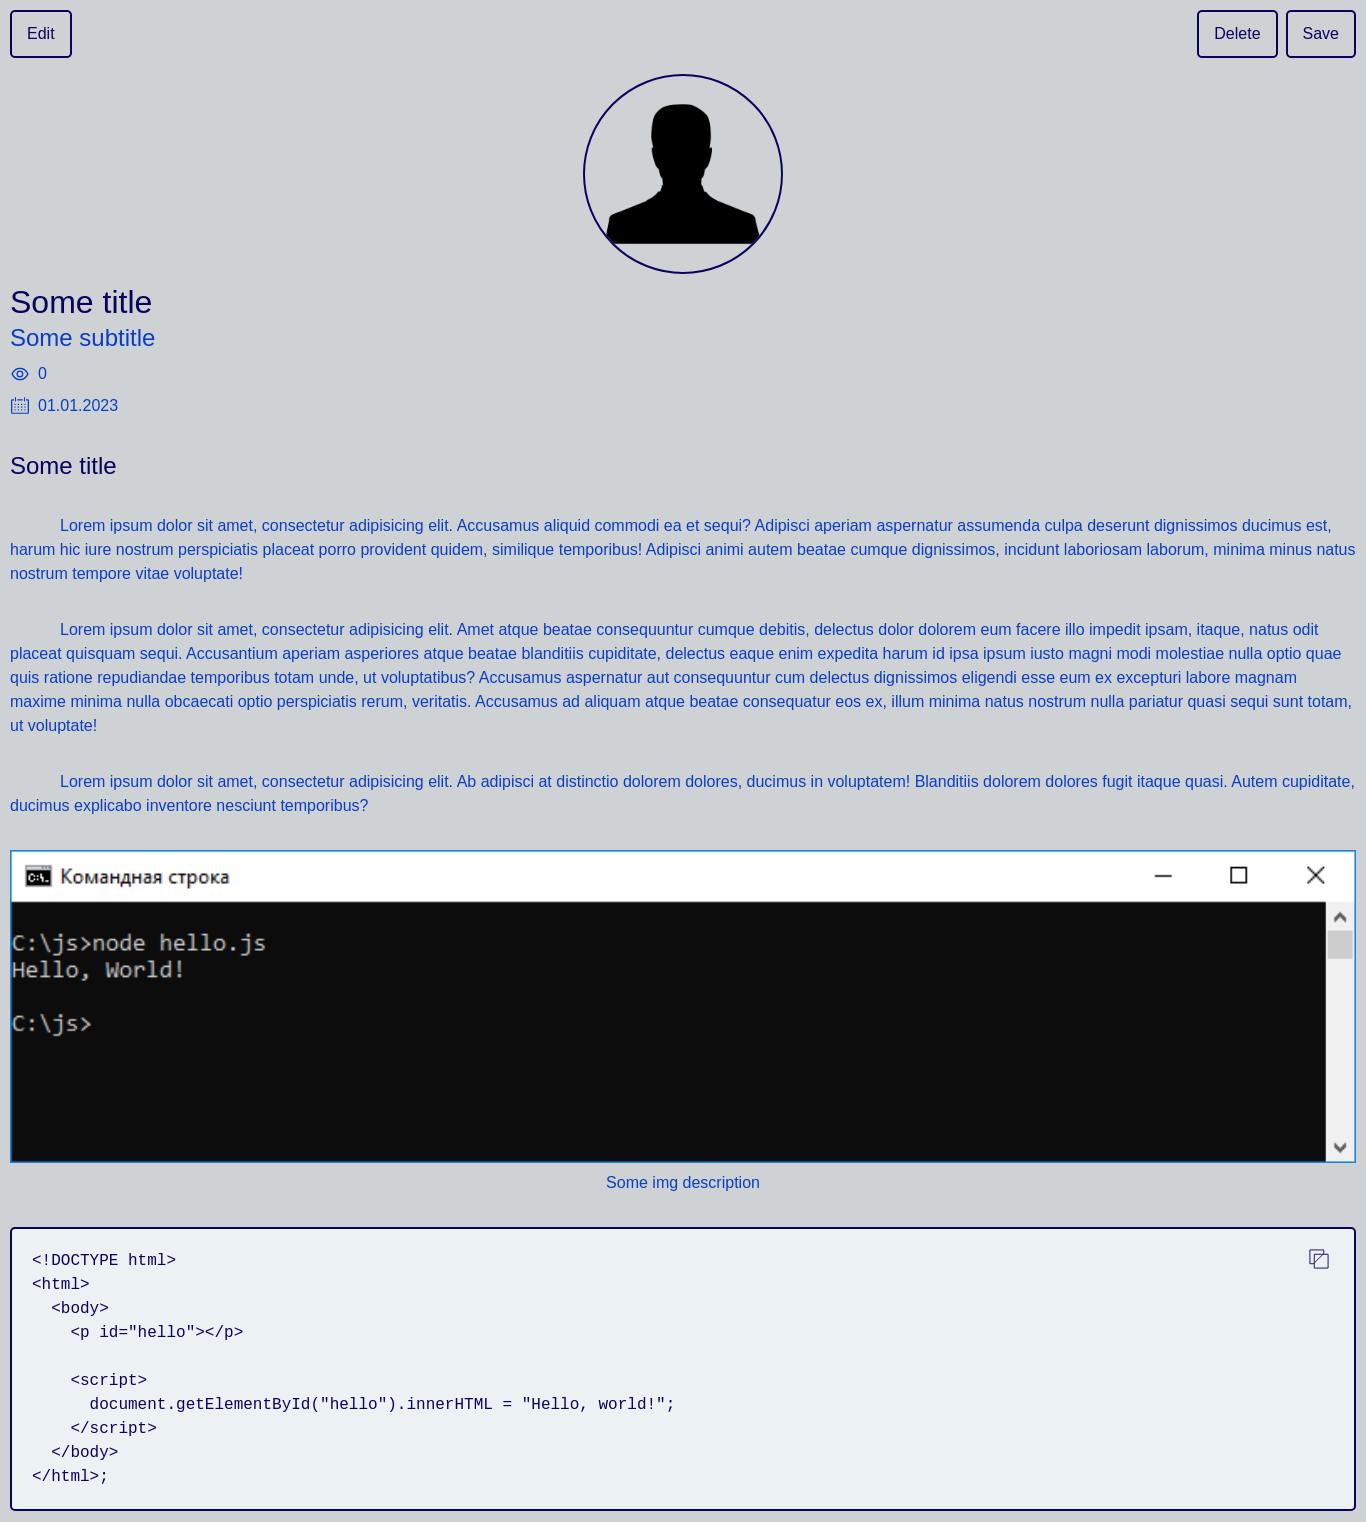 Edit
Delete
Save
Some title
Some subtitle
0
01.01.2023
Some title
Lorem ipsum dolor sit amet, consectetur adipisicing elit. Accusamus aliquid commodi ea et sequi? Adipisci aperiam aspernatur assumenda culpa deserunt dignissimos ducimus est,
harum hic iure nostrum perspiciatis placeat porro provident quidem, similique temporibus! Adipisci animi autem beatae cumque dignissimos, incidunt laboriosam laborum, minima minus natus
nostrum tempore vitae voluptate!
Lorem ipsum dolor sit amet, consectetur adipisicing elit. Amet atque beatae consequuntur cumque debitis, delectus dolor dolorem eum facere illo impedit ipsam, itaque, natus odit
placeat quisquam sequi. Accusantium aperiam asperiores atque beatae blanditiis cupiditate, delectus eaque enim expedita harum id ipsa ipsum iusto magni modi molestiae nulla optio quae
quis ratione repudiandae temporibus totam unde, ut voluptatibus? Accusamus aspernatur aut consequuntur cum delectus dignissimos eligendi esse eum ex excepturi labore magnam
maxime minima nulla obcaecati optio perspiciatis rerum, veritatis. Accusamus ad aliquam atque beatae consequatur eos ex, illum minima natus nostrum nulla pariatur quasi sequi sunt totam,
ut voluptate!
Lorem ipsum dolor sit amet, consectetur adipisicing elit. Ab adipisci at distinctio dolorem dolores, ducimus in voluptatem! Blanditiis dolorem dolores fugit itaque quasi. Autem cupiditate,
ducimus explicabo inventore nesciunt temporibus?
C:\. Командная строка
C:\js>node hello.js
Hello, World!
C:\js>
Some img description
<!DOCTYPE html>
<html>
  <body>
    <p id="hello"></p>
    <script>
      document.getElementById("hello").innerHTML = "Hello, world!";
    </script>
  </body>
</html>;